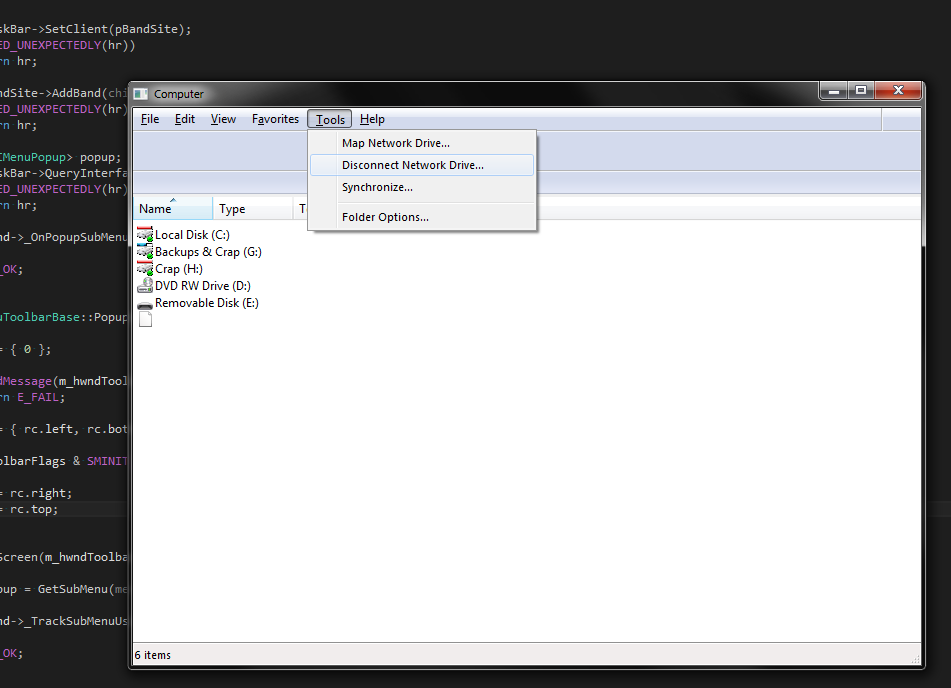 skBar->SetClient(pBandSite);
ED_UNEXPECTEDLY(hr))
rn hr;
ndSite->AddBand(chi
ED_UNEXPECTEDLY(hr)
rn hr;
IMenuPopup> popup;
skBar->QueryInterfa
ED_UNEXPECTEDLY(hr)
rn hr;
nd->_OnPopupSubMenu
_OK;
uToolbarBase::Popup
= { 0 };
dMessage(m_hwndTool
rn E_FAIL;
= { rc.left, rc.bot
olbarFlags & SMINIT
= rc.right;
= rc.top;
Screen(m_hwndToolba
pup = GetSubMenu(me
nd->_TrackSubMenuUs
_OK;
Computer
File Edit View Favorites Tools Help
Map Network Drive...
Disconnect Network Drive...
Synchronize...
Folder Options...
Name Type T
Local Disk (C:)
Backups & Crap (G:)
Crap (H:)
DVD RW Drive (D:)
Removable Disk (E:)
6 items